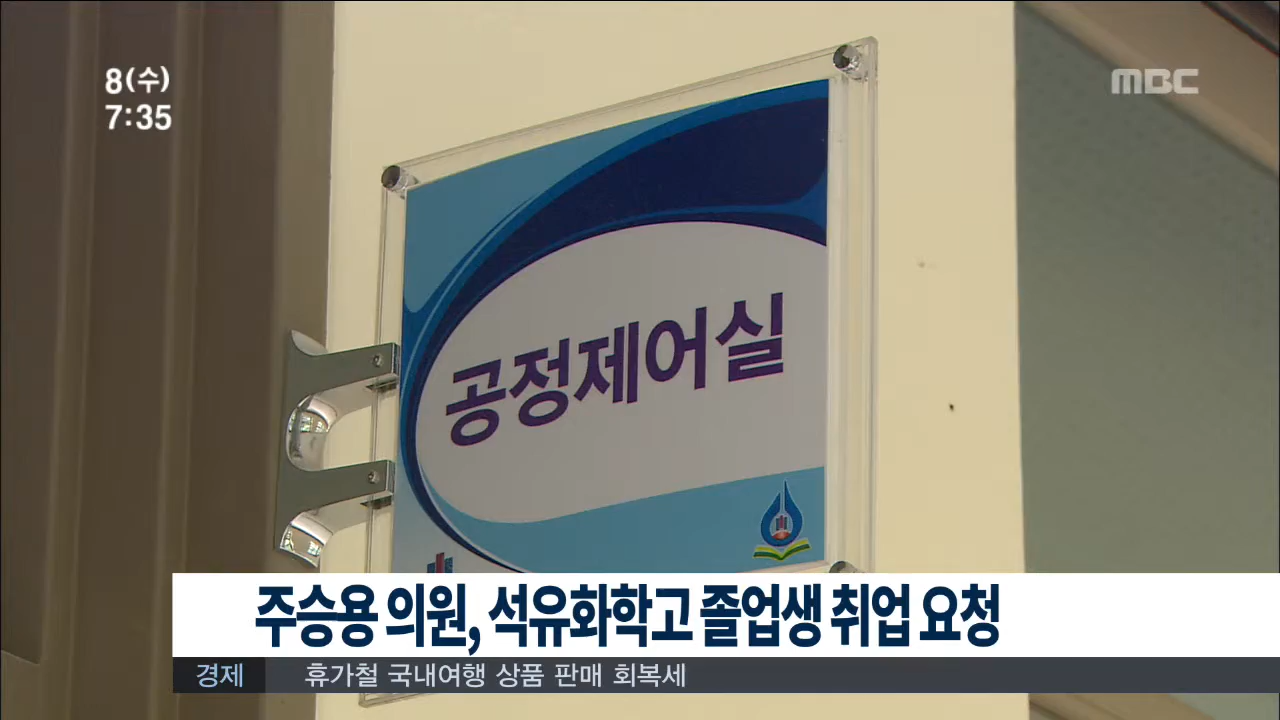 8(수)
7:35
MBC
공정제어실
주승용 의원, 석유화학고 졸업생 취업 요청
경제 휴가철 국내여행 상품 판매 회복세